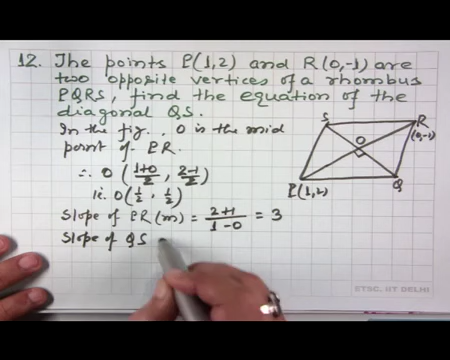 12. The points P(1,2) and R(0,-1) are
two opposite vertices of a rhombus
PQRS, find the equation of the
diagonal QS.
In the fig., O is the mid
point of PR.
∴ O (1+0/2, 2-1/2)
i.e. O(1/2, 1/2)
Slope of PR (m) = 2+1/1-0 = 3
Slope of QS
S
R
(0,-1)
O
P(1,2)
Q
ETSC, IIT DELHI